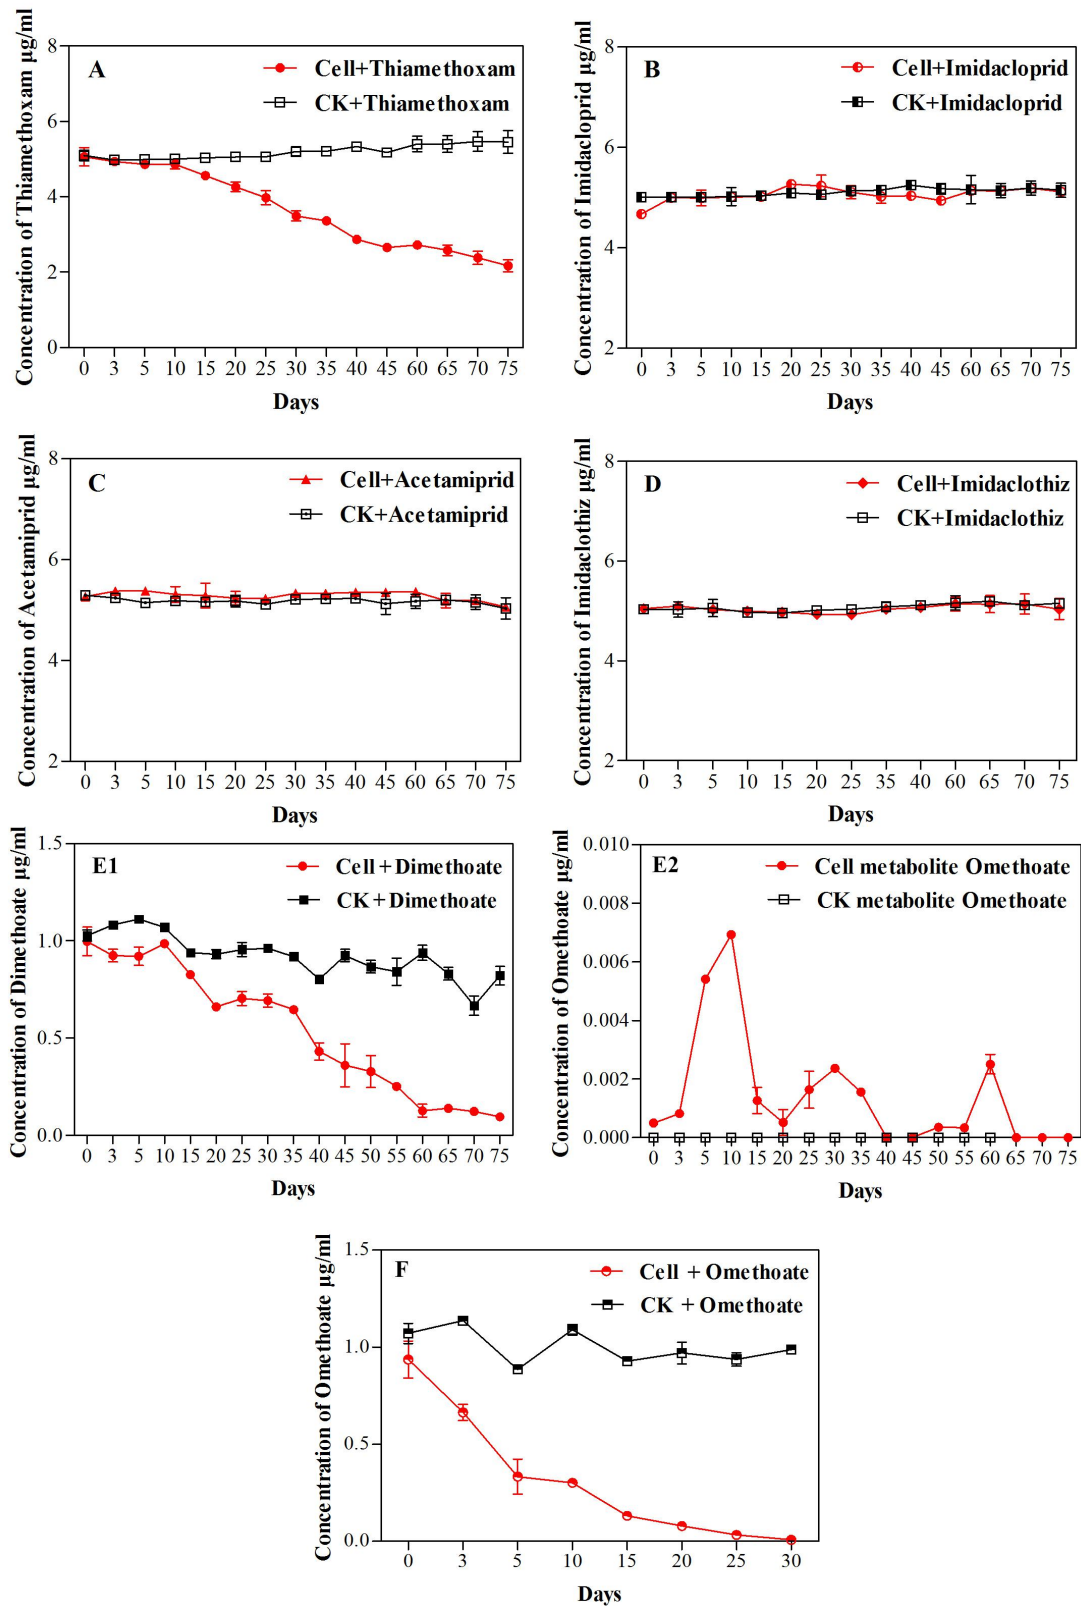 A
Cell+Thiamethoxam
CK+Thiamethoxam
Concentration of Thiamethoxam µg/ml
8
6
4
2
0
0 3 5 10 15 20 25 30 35 40 45 60 65 70 75
Days
B
Cell+Imidacloprid
CK+Imidacloprid
Concentration of Imidacloprid µg/ml
8
6
4
2
0 3 5 10 15 20 25 30 35 40 45 60 65 70 75
Days
C
Cell+Acetamiprid
CK+Acetamiprid
Concentration of Acetamiprid µg/ml
8
6
4
2
0 3 5 10 15 20 25 30 35 40 45 60 65 70 75
Days
D
Cell+Imidaclothiz
CK+Imidaclothiz
Concentration of Imidaclothiz µg/ml
8
6
4
2
0 3 5 10 15 20 25 35 40 60 65 70 75
Days
E1
Cell + Dimethoate
CK + Dimethoate
Concentration of Dimethoate µg/ml
1.5
1.0
0.5
0.0
0 3 5 10 15 20 25 30 35 40 45 50 55 60 65 70 75
Days
E2
Cell metabolite Omethoate
CK metabolite Omethoate
Concentration of Omethoate µg/ml
0.010
0.008
0.006
0.004
0.002
0.000
0 3 5 10 15 20 25 30 35 40 45 50 55 60 65 70 75
Days
F
Cell + Omethoate
CK + Omethoate
Concentration of Omethoate µg/ml
1.5
1.0
0.5
0.0
0 3 5 10 15 20 25 30
Days